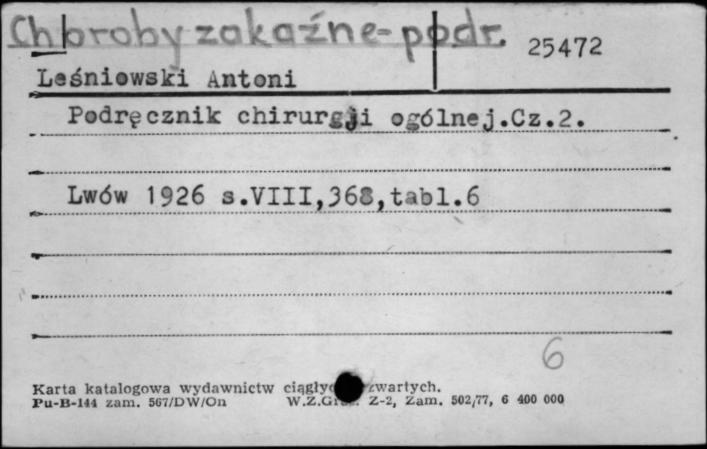 Choroby zakaźne-podr.
25472
Leśniowski Antoni
Podręcznik chirurgji ogólnej.Cz.2.
Lwów 1926 s.VIII,368,tabl.6
6
Karta katalogowa wydawnictw zwartych.
Pu-B-144 zam. 567/DW/On W.Z.Graf. Z-2, Zam. 502/77, 6 400 000